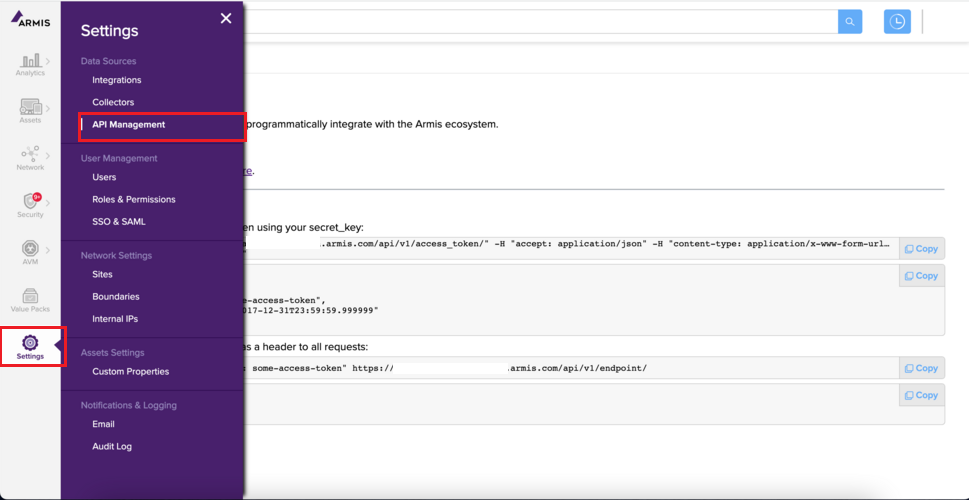 ARMIS
Analytics
Assets
Network
9+
Security
AVM
Value Packs
Settings
Settings
Data Sources
Integrations
Collectors
API Management
User Management
Users
Roles & Permissions
SSO & SAML
Network Settings
Sites
Boundaries
Internal IPs
Assets Settings
Custom Properties
Notifications & Logging
Email
Audit Log
programmatically integrate with the Armis ecosystem.
re.
en using your secret_key:
.armis.com/api/v1/access_token/" -H "accept: application/json" -H "content-type: application/x-www-form-url…
Copy
Copy
e-access-token",
017-12-31T23:59:59.999999"
as a header to all requests:
: some-access-token" https:// .armis.com/api/v1/endpoint/
Copy
Copy